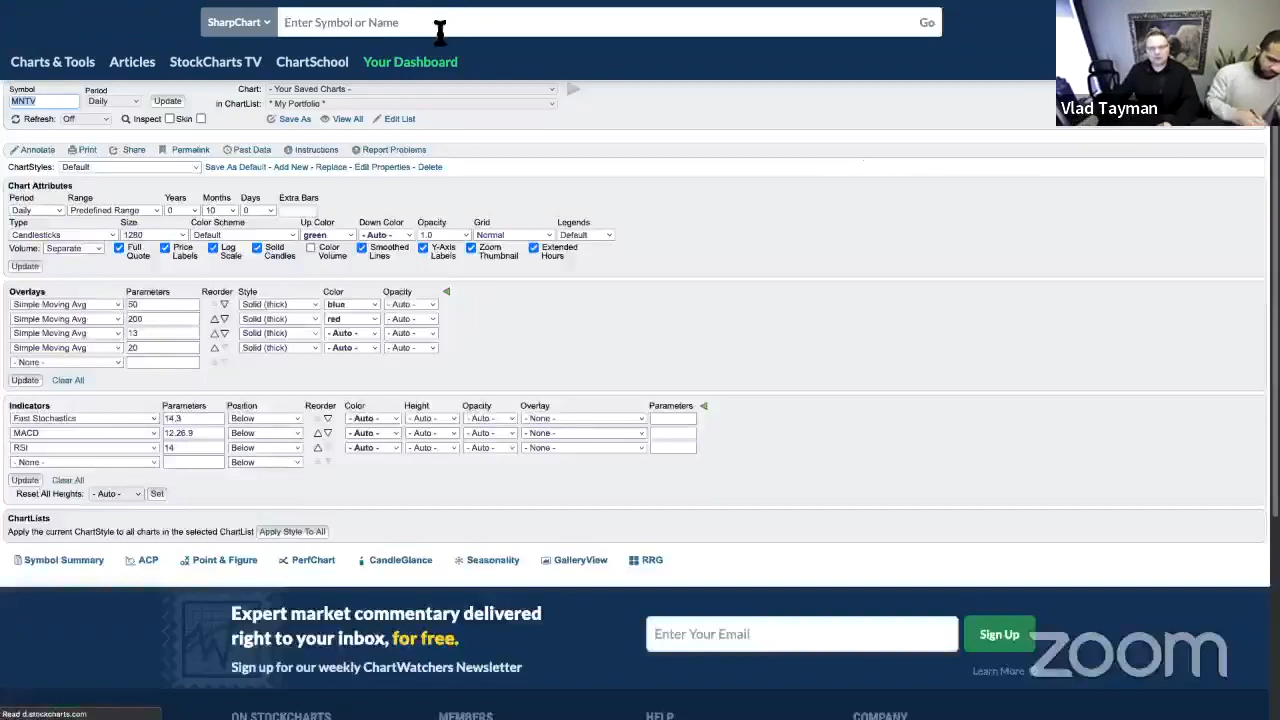 SharpChart Enter Symbol or Name Go
Charts & Tools Articles StockCharts TV ChartSchool Your Dashboard
Vlad Tayman
Symbol Period Chart: - Your Saved Charts -
MNTV Daily Update in ChartList: * My Portfolio *
Refresh: Off Inspect Skin Save As View All Edit List
Annotate Print Share Permalink Past Data Instructions Report Problems
ChartStyles: Default Save As Default - Add New - Replace - Edit Properties - Delete
Chart Attributes
Period Range Years Months Days Extra Bars
Daily Predefined Range 0 10 0
Type Size Color Scheme Up Color Down Color Opacity Grid Legends
Candlesticks 1280 Default green - Auto - 1.0 Normal Default
Volume: Separate Full Quote Price Labels Log Scale Solid Candles Color Volume Smoothed Lines Y-Axis Labels Zoom Thumbnail Extended Hours
Update
Overlays Parameters Reorder Style Color Opacity
Simple Moving Avg 50 Solid (thick) blue - Auto -
Simple Moving Avg 200 Solid (thick) red - Auto -
Simple Moving Avg 13 Solid (thick) - Auto - - Auto -
Simple Moving Avg 20 Solid (thick) - Auto - - Auto -
- None -
Update Clear All
Indicators Parameters Position Reorder Color Height Opacity Overlay Parameters
Fast Stochastics 14,3 Below - Auto - - Auto - - Auto - - None -
MACD 12,26,9 Below - Auto - - Auto - - Auto - - None -
RSI 14 Below - Auto - - Auto - - Auto - - None -
- None - Below
Update Clear All
Reset All Heights: - Auto - Set
ChartLists
Apply the current ChartStyle to all charts in the selected ChartList Apply Style To All
Symbol Summary ACP Point & Figure PerfChart CandleGlance Seasonality GalleryView RRG
Expert market commentary delivered
right to your inbox, for free.
Sign up for our weekly ChartWatchers Newsletter
Enter Your Email Sign Up
Learn More
zoom
Read d.stockcharts.com
ON STOCKCHARTS MEMBERS HELP COMPANY